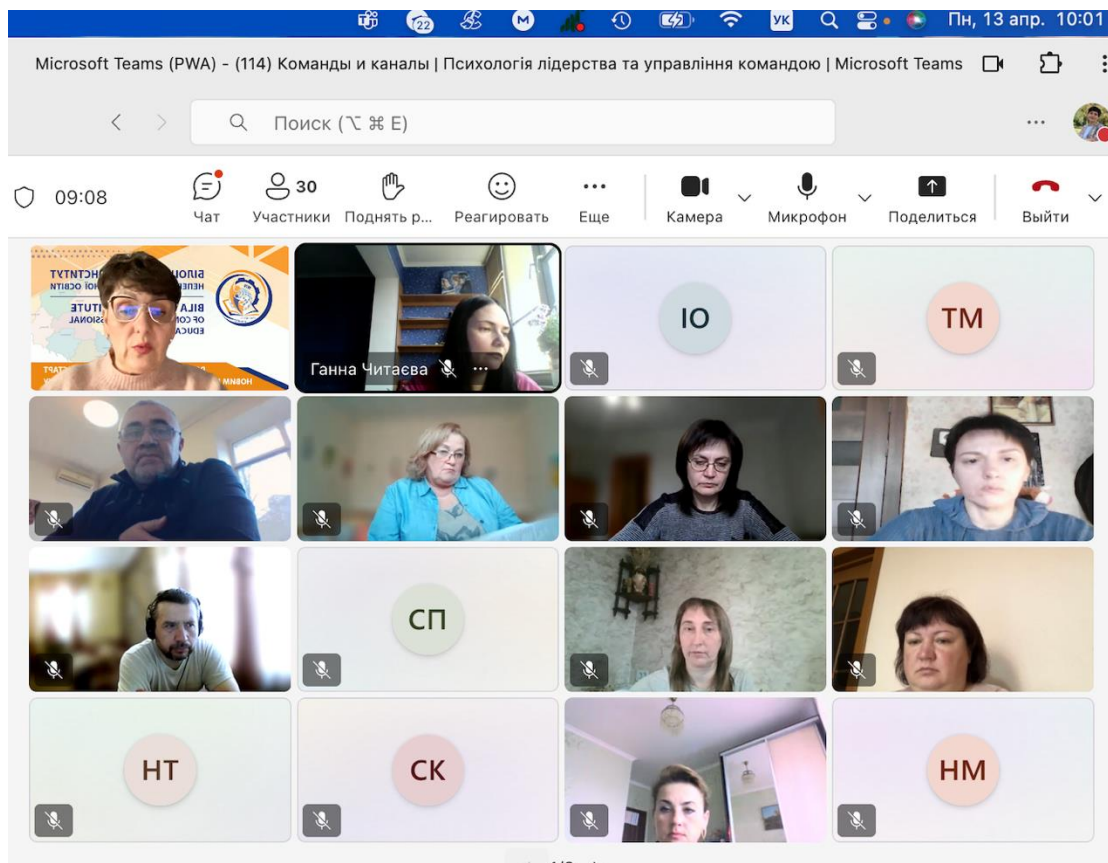 22
УК
Пн, 13 апр. 10:01
Microsoft Teams (PWA) - (114) Команды и каналы | Психологія лідерства та управління командою | Microsoft Teams
Поиск (⌥ ⌘ E)
09:08
30
Чат
Участники
Поднять р...
Реагировать
Еще
Камера
Микрофон
Поделиться
Выйти
Ганна Читаєва
ІО
ТМ
СП
НТ
СК
НМ